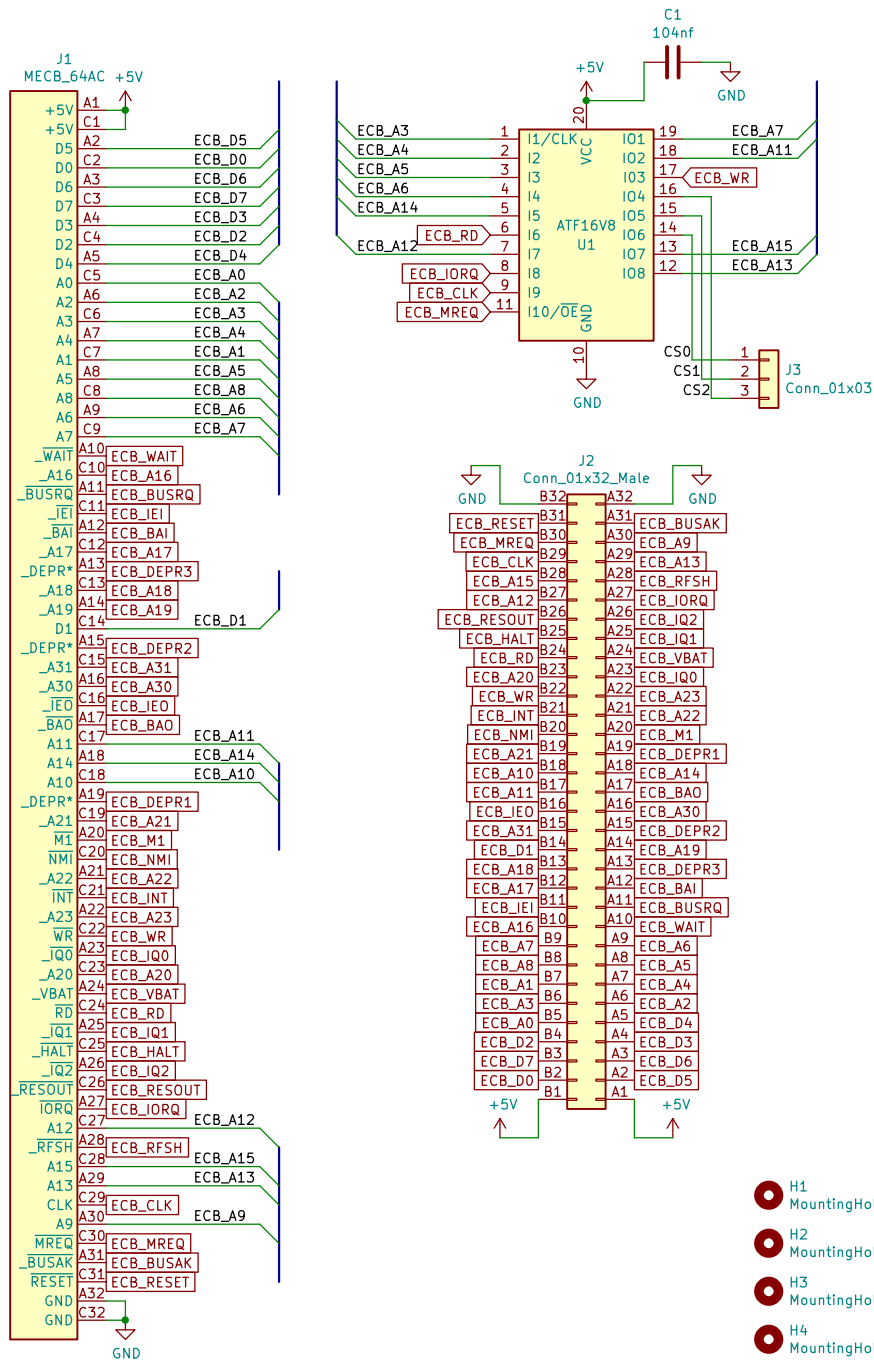 J1
MECB_64AC
+5V
+5V A1
+5V C1
D5 A2 ECB_D5
D0 C2 ECB_D0
D6 A3 ECB_D6
D7 C3 ECB_D7
D3 A4 ECB_D3
D2 C4 ECB_D2
D4 A5 ECB_D4
A0 C5 ECB_A0
A2 A6 ECB_A2
A3 C6 ECB_A3
A4 A7 ECB_A4
A1 C7 ECB_A1
A5 A8 ECB_A5
A8 C8 ECB_A8
A6 A9 ECB_A6
A7 C9 ECB_A7
_WAIT A10 ECB_WAIT
_A16 C10 ECB_A16
_BUSRQ A11 ECB_BUSRQ
_IEI C11 ECB_IEI
_BAI A12 ECB_BAI
_A17 C12 ECB_A17
_DEPR* A13 ECB_DEPR3
_A18 C13 ECB_A18
_A19 A14 ECB_A19
D1 C14 ECB_D1
_DEPR* A15 ECB_DEPR2
_A31 C15 ECB_A31
_A30 A16 ECB_A30
_IEO C16 ECB_IEO
_BAO A17 ECB_BAO
A11 C17 ECB_A11
A14 A18 ECB_A14
A10 C18 ECB_A10
_DEPR* A19 ECB_DEPR1
_A21 C19 ECB_A21
M1 A20 ECB_M1
NMI C20 ECB_NMI
_A22 A21 ECB_A22
INT C21 ECB_INT
_A23 A22 ECB_A23
WR C22 ECB_WR
_IQ0 A23 ECB_IQ0
_A20 C23 ECB_A20
_VBAT A24 ECB_VBAT
RD C24 ECB_RD
_IQ1 A25 ECB_IQ1
_HALT C25 ECB_HALT
_IQ2 A26 ECB_IQ2
_RESOUT C26 ECB_RESOUT
IORQ A27 ECB_IORQ
A12 C27 ECB_A12
_RFSH A28 ECB_RFSH
A15 C28 ECB_A15
A13 A29 ECB_A13
CLK C29 ECB_CLK
A9 A30 ECB_A9
MREQ C30 ECB_MREQ
_BUSAK A31 ECB_BUSAK
RESET C31 ECB_RESET
GND A32
GND C32
GND
C1
104nf
+5V
GND
20
VCC
ECB_A3 1 I1/CLK IO1 19 ECB_A7
ECB_A4 2 I2 IO2 18 ECB_A11
ECB_A5 3 I3 I03 17 ECB_WR
ECB_A6 4 I4 IO4 16
ECB_A14 5 I5 IO5 15
ATF16V8
U1
ECB_RD 6 I6 IO6 14
ECB_A12 7 I7 IO7 13 ECB_A15
ECB_IORQ 8 I8 IO8 12 ECB_A13
ECB_CLK 9 I9
ECB_MREQ 11 I10/OE
GND
10
GND
CS0 1
CS1 2
CS2 3
J3
Conn_01x03
J2
Conn_01x32_Male
GND GND
B32 A32
ECB_RESET B31 A31 ECB_BUSAK
ECB_MREQ B30 A30 ECB_A9
ECB_CLK B29 A29 ECB_A13
ECB_A15 B28 A28 ECB_RFSH
ECB_A12 B27 A27 ECB_IORQ
ECB_RESOUT B26 A26 ECB_IQ2
ECB_HALT B25 A25 ECB_IQ1
ECB_RD B24 A24 ECB_VBAT
ECB_A20 B23 A23 ECB_IQ0
ECB_WR B22 A22 ECB_A23
ECB_INT B21 A21 ECB_A22
ECB_NMI B20 A20 ECB_M1
ECB_A21 B19 A19 ECB_DEPR1
ECB_A10 B18 A18 ECB_A14
ECB_A11 B17 A17 ECB_BAO
ECB_IEO B16 A16 ECB_A30
ECB_A31 B15 A15 ECB_DEPR2
ECB_D1 B14 A14 ECB_A19
ECB_A18 B13 A13 ECB_DEPR3
ECB_A17 B12 A12 ECB_BAI
ECB_IEI B11 A11 ECB_BUSRQ
ECB_A16 B10 A10 ECB_WAIT
ECB_A7 B9 A9 ECB_A6
ECB_A8 B8 A8 ECB_A5
ECB_A1 B7 A7 ECB_A4
ECB_A3 B6 A6 ECB_A2
ECB_A0 B5 A5 ECB_D4
ECB_D2 B4 A4 ECB_D3
ECB_D7 B3 A3 ECB_D6
ECB_D0 B2 A2 ECB_D5
B1 A1
+5V +5V
H1
MountingHo
H2
MountingHo
H3
MountingHo
H4
MountingHo